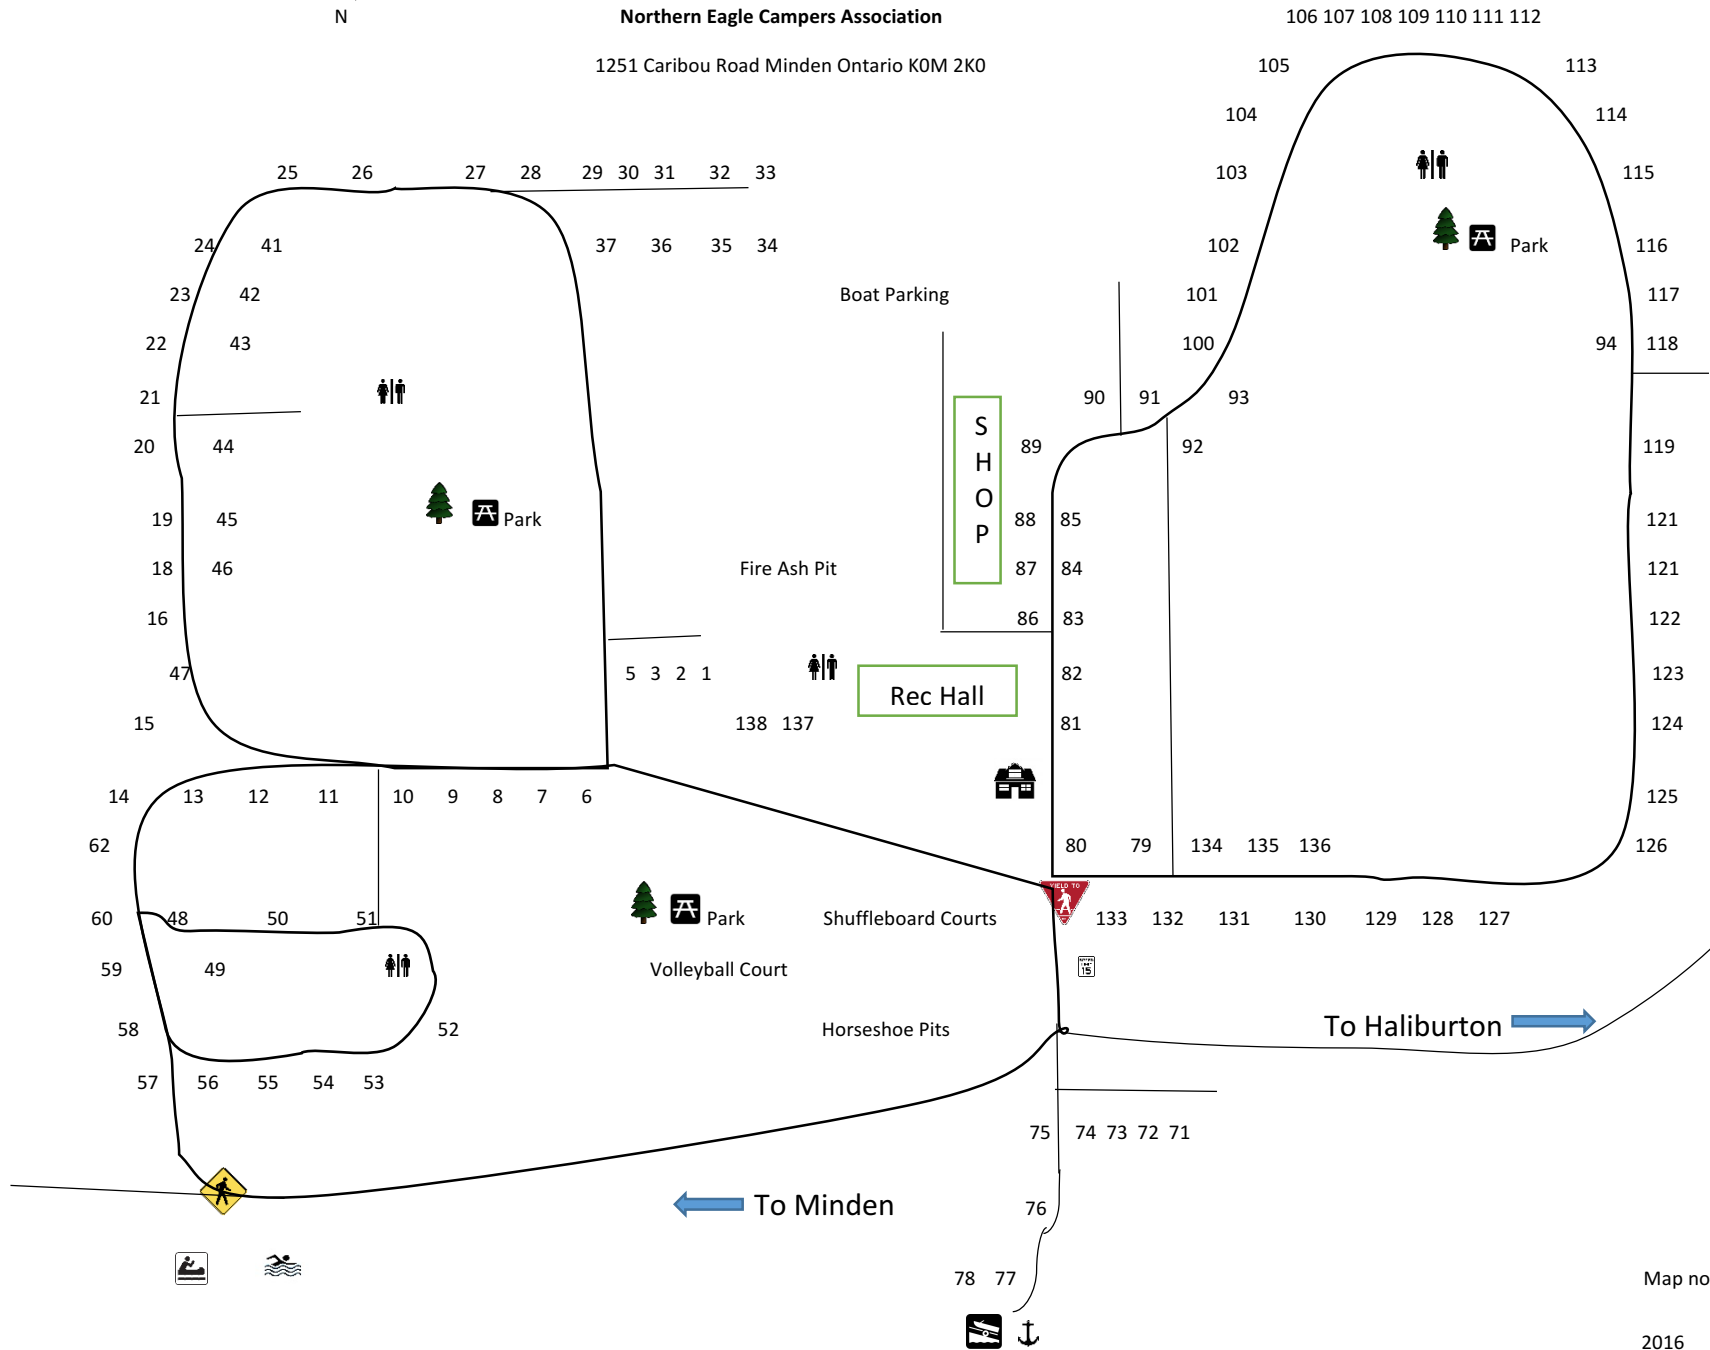 N Northern Eagle Campers Association 106 107 108 109 110 111 112
1251 Caribou Road Minden Ontario K0M 2K0 105 113
104 114
25 26 27 28 29 30 31 32 33 103 115
24 41 37 36 35 34 102 Park 116
23 42 Boat Parking 101 117
22 43 100 94 118
21 90 91 93
20 44 89 92 119
SHOP
19 45 Park 88 85 121
18 46 Fire Ash Pit 87 84 121
16 86 83 122
47 5 3 2 1 82 123
Rec Hall
15 138 137 81 124
14 13 12 11 10 9 8 7 6 125
62 80 79 134 135 136 126
YIELD TO
60 48 50 51 Park Shuffleboard Courts 133 132 131 130 129 128 127
59 49 Volleyball Court
15
58 52 Horseshoe Pits To Haliburton
57 56 55 54 53
75 74 73 72 71
To Minden 76
78 77 Map no
2016